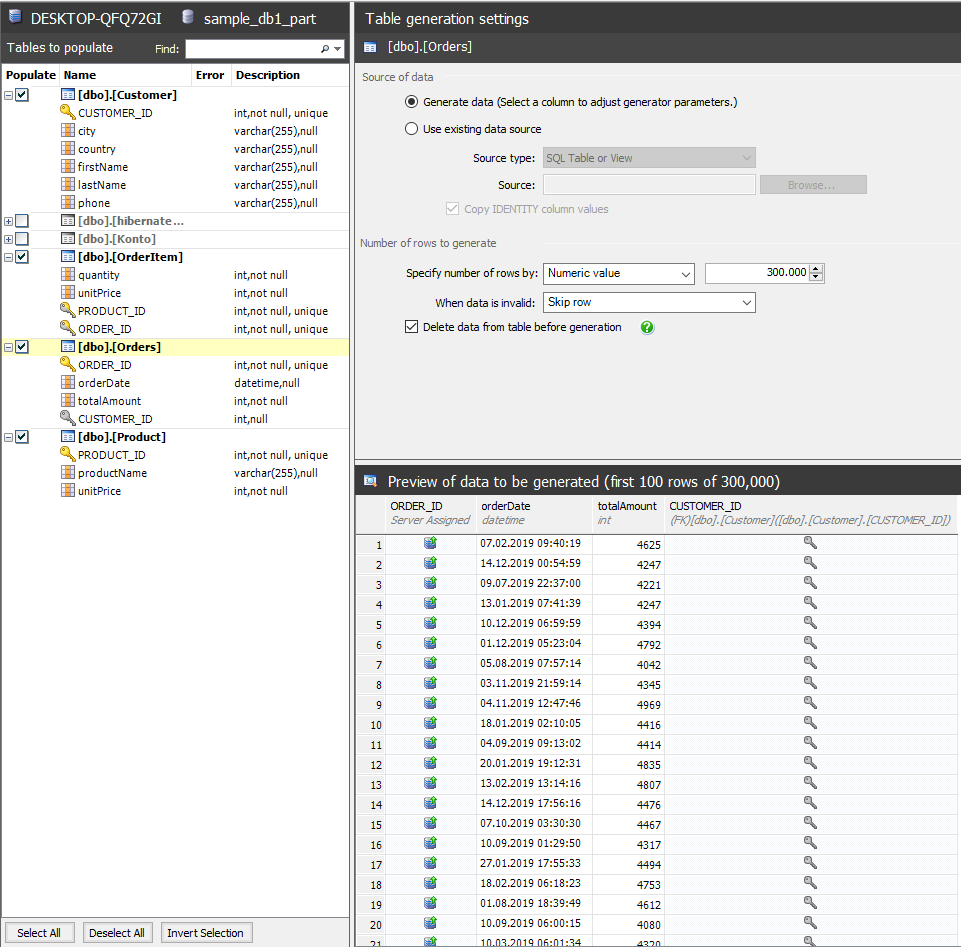 DESKTOP-QFQ72GI sample_db1_part
Tables to populate Find:
Populate Name Error Description
[dbo].[Customer]
CUSTOMER_ID int,not null, unique
city varchar(255),null
country varchar(255),null
firstName varchar(255),null
lastName varchar(255),null
phone varchar(255),null
[dbo].[hibernate...
[dbo].[Konto]
[dbo].[OrderItem]
quantity int,not null
unitPrice int,not null
PRODUCT_ID int,not null, unique
ORDER_ID int,not null, unique
[dbo].[Orders]
ORDER_ID int,not null, unique
orderDate datetime,null
totalAmount int,not null
CUSTOMER_ID int,null
[dbo].[Product]
PRODUCT_ID int,not null, unique
productName varchar(255),null
unitPrice int,not null
Select All Deselect All Invert Selection
Table generation settings
[dbo].[Orders]
Source of data
Generate data (Select a column to adjust generator parameters.)
Use existing data source
Source type: SQL Table or View
Source: Browse...
Copy IDENTITY column values
Number of rows to generate
Specify number of rows by: Numeric value 300.000
When data is invalid: Skip row
Delete data from table before generation ?
Preview of data to be generated (first 100 rows of 300,000)
ORDER_ID orderDate totalAmount CUSTOMER_ID
Server Assigned datetime int (FK)[dbo].[Customer]([dbo].[Customer].[CUSTOMER_ID])
1 07.02.2019 09:40:19 4625
2 14.12.2019 00:54:59 4247
3 09.07.2019 22:37:00 4221
4 13.01.2019 07:41:39 4247
5 10.12.2019 06:59:59 4394
6 01.12.2019 05:23:04 4792
7 05.08.2019 07:57:14 4042
8 03.11.2019 21:59:14 4345
9 04.11.2019 12:47:46 4969
10 18.01.2019 02:10:05 4416
11 04.09.2019 09:13:02 4414
12 20.01.2019 19:12:31 4835
13 13.02.2019 13:14:16 4807
14 14.12.2019 17:56:16 4476
15 07.10.2019 03:30:30 4467
16 10.09.2019 01:29:50 4317
17 27.01.2019 17:55:33 4494
18 18.02.2019 06:18:23 4753
19 01.08.2019 18:39:49 4612
20 10.09.2019 06:00:15 4080
21 10.03.2019 06:01:34 4320